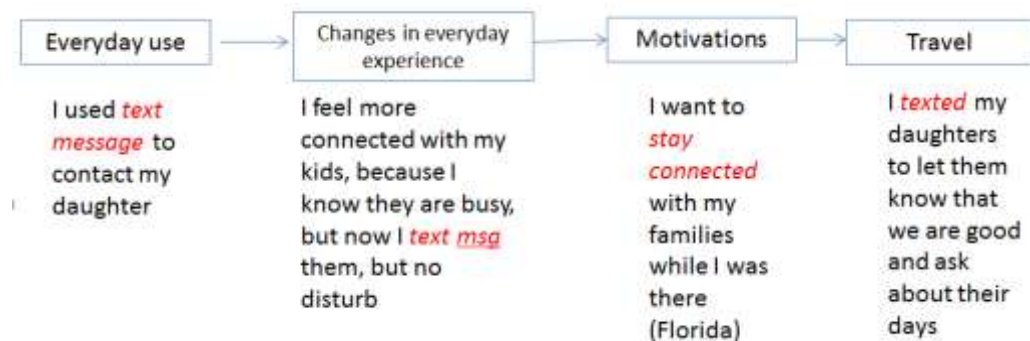 Everyday use
Changes in everyday
experience
Motivations
Travel
I used text
message to
contact my
daughter
I feel more
connected with my
kids, because I
know they are busy,
but now I text msg
them, but no
disturb
I want to
stay
connected
with my
families
while I was
there
(Florida)
I texted my
daughters
to let them
know that
we are good
and ask
about their
days